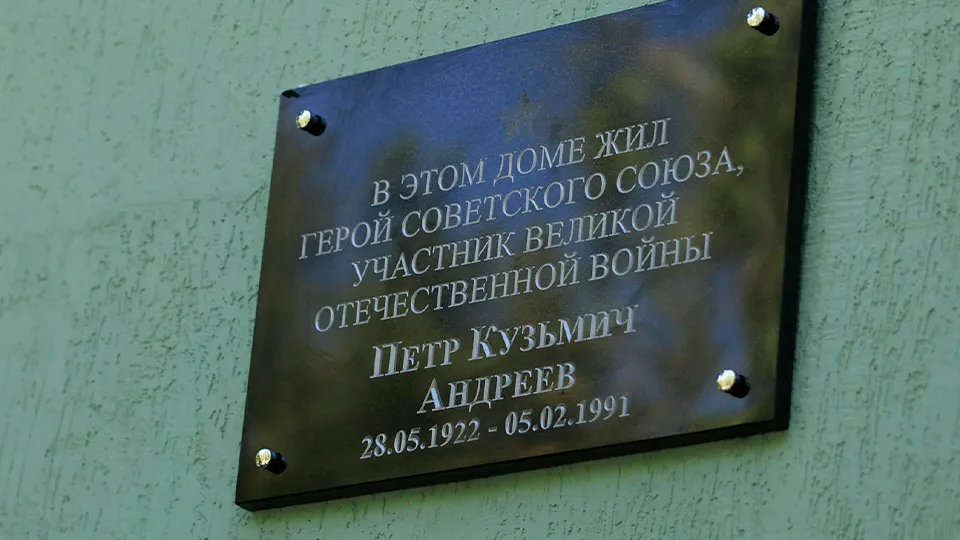 В ЭТОМ ДОМЕ ЖИЛ
ГЕРОЙ СОВЕТСКОГО СОЮЗА,
УЧАСТНИК ВЕЛИКОЙ
ОТЕЧЕСТВЕННОЙ ВОЙНЫ
ПЕТР КУЗЬМИЧ
АНДРЕЕВ
28.05.1922 - 05.02.1991